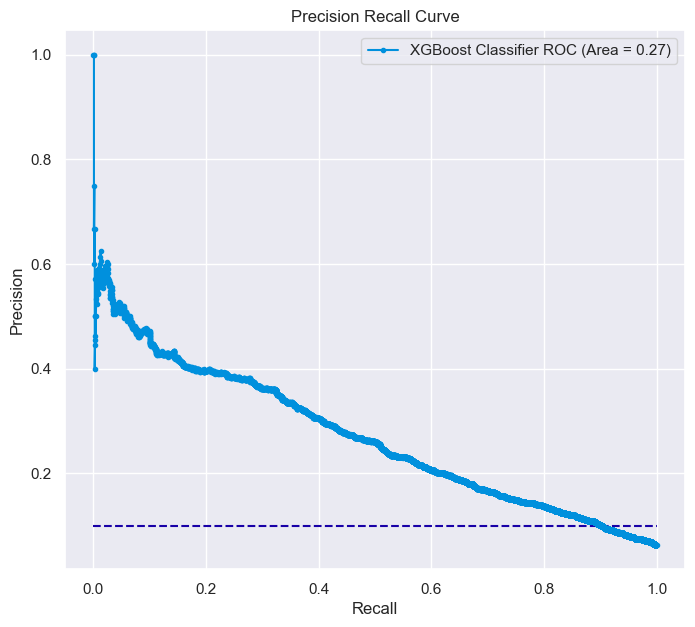 Precision Recall Curve
XGBoost Classifier ROC (Area = 0.27)
1.0
0.8
0.6
0.4
0.2
Precision
0.0 0.2 0.4 0.6 0.8 1.0
Recall